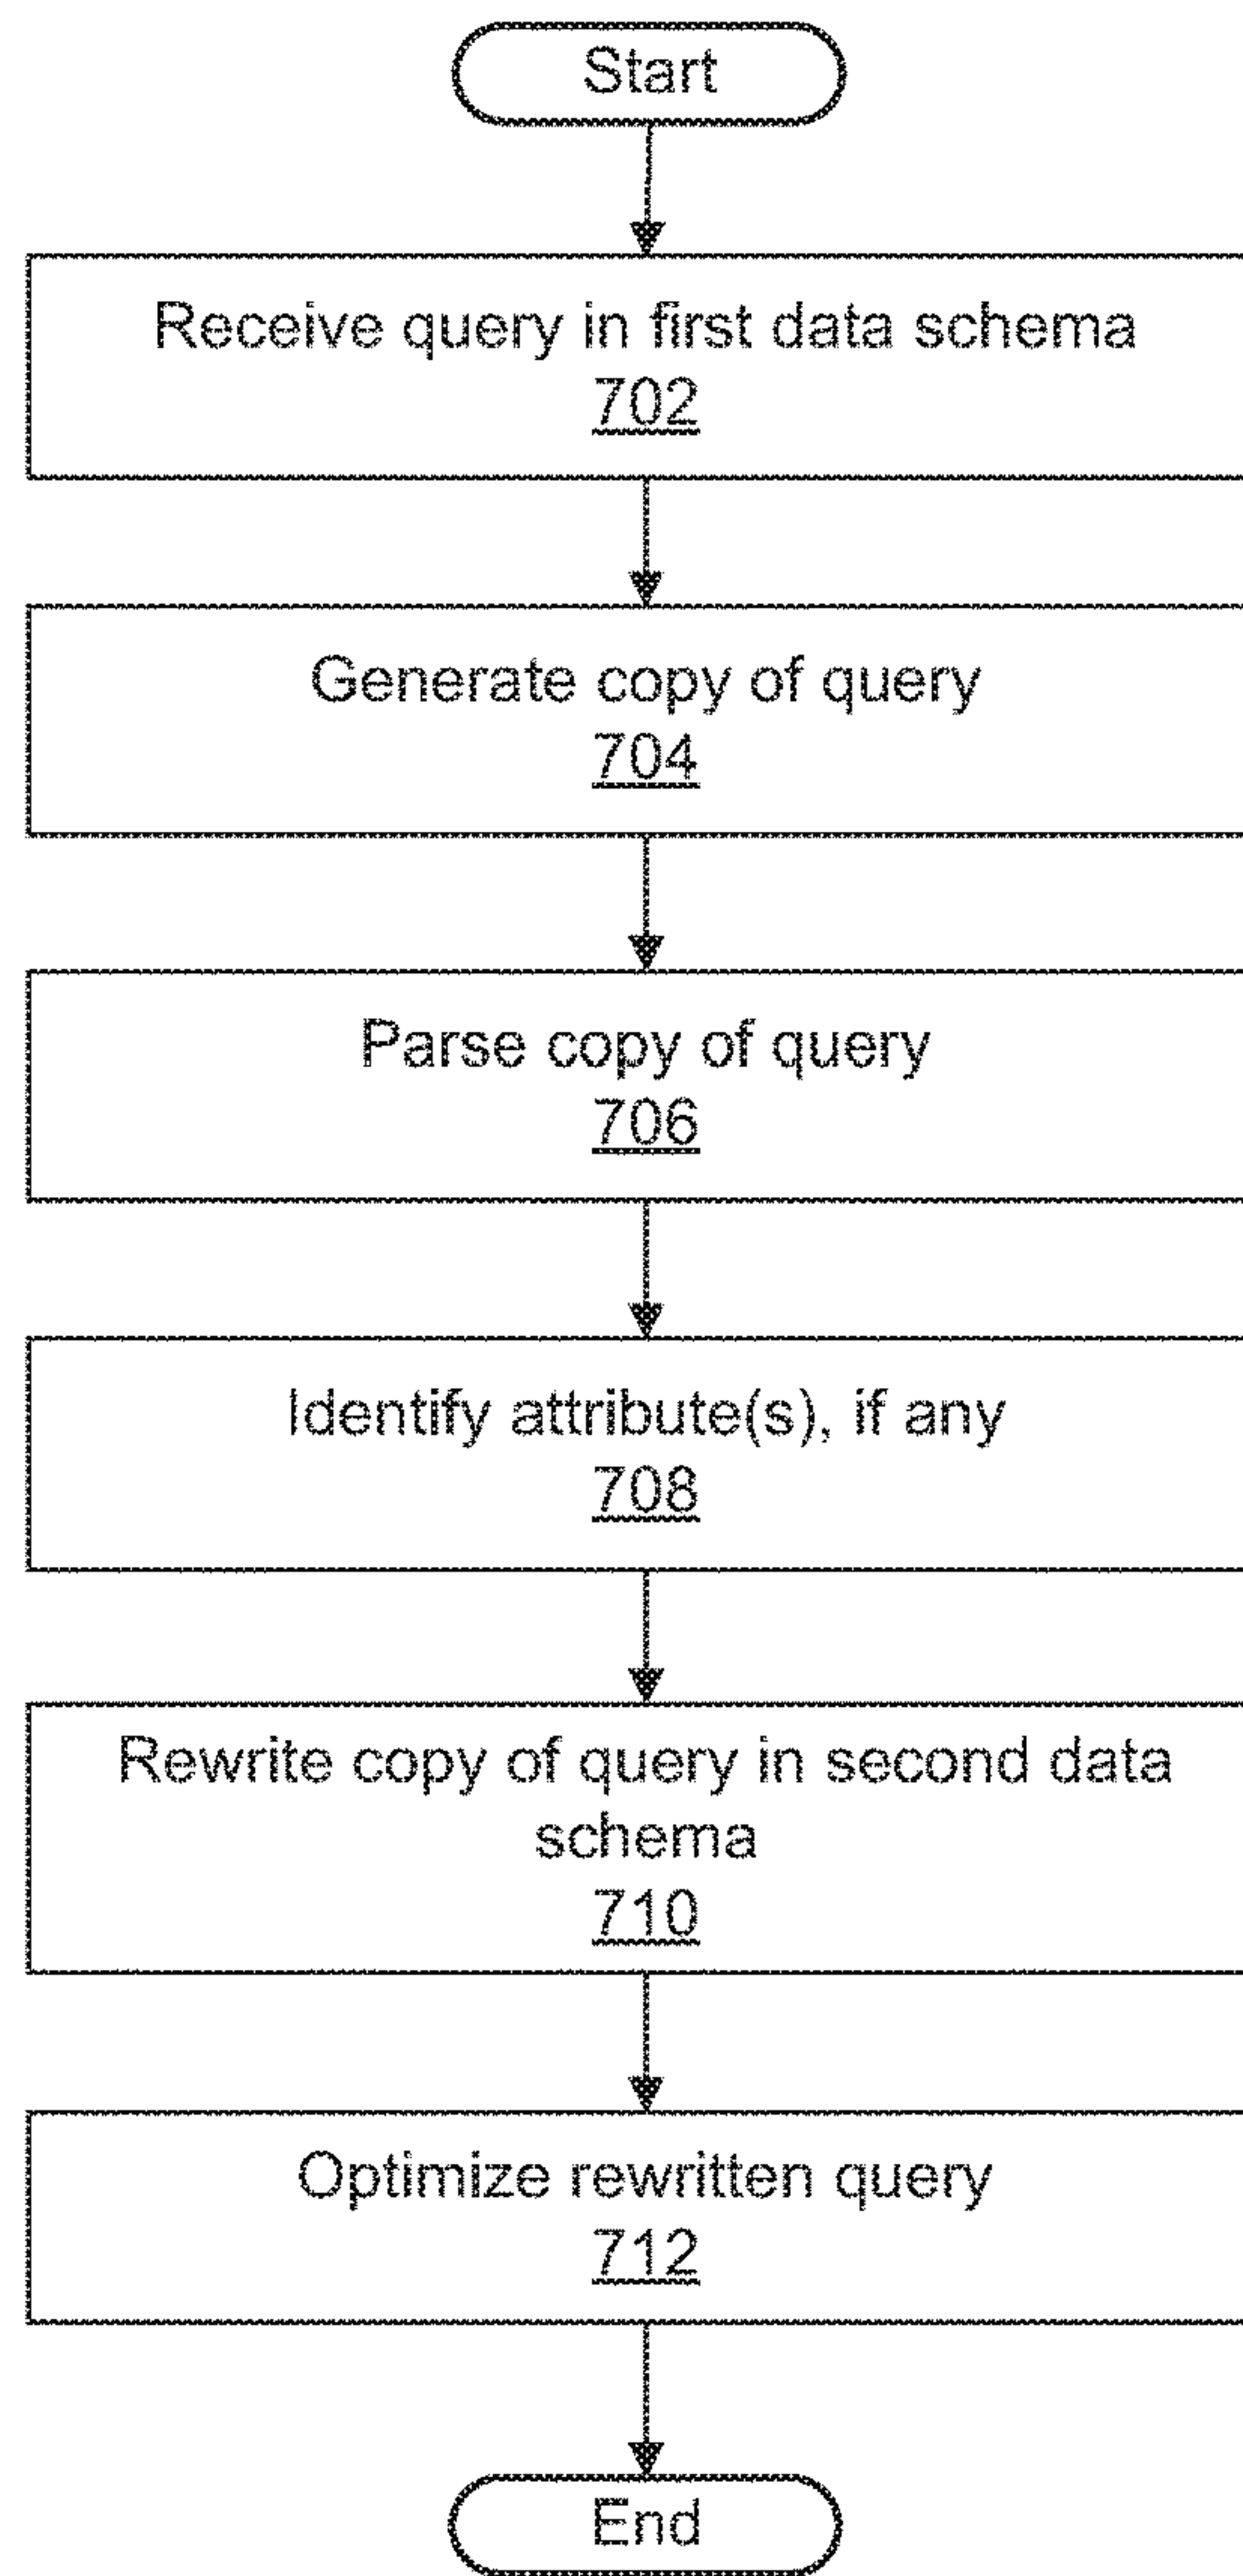 Start
Receive query in first data schema
702
Generate copy of query
704
Parse copy of query
706
Identify attribute(s), if any
708
Rewrite copy of query in second data
schema
710
Optimize rewritten query
712
End